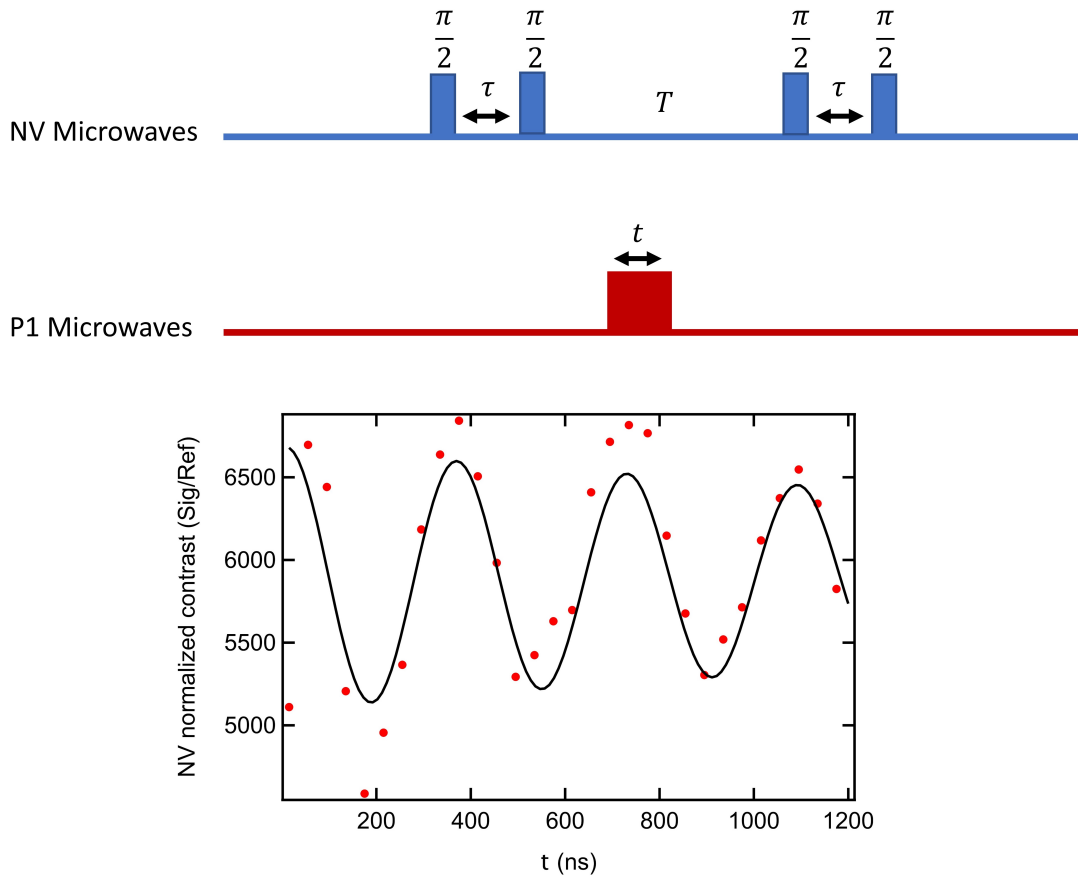 π/2 π/2 π/2 π/2
τ T τ
NV Microwaves
t
P1 Microwaves
NV normalized contrast (Sig/Ref)
6500
6000
5500
5000
200 400 600 800 1000 1200
t (ns)